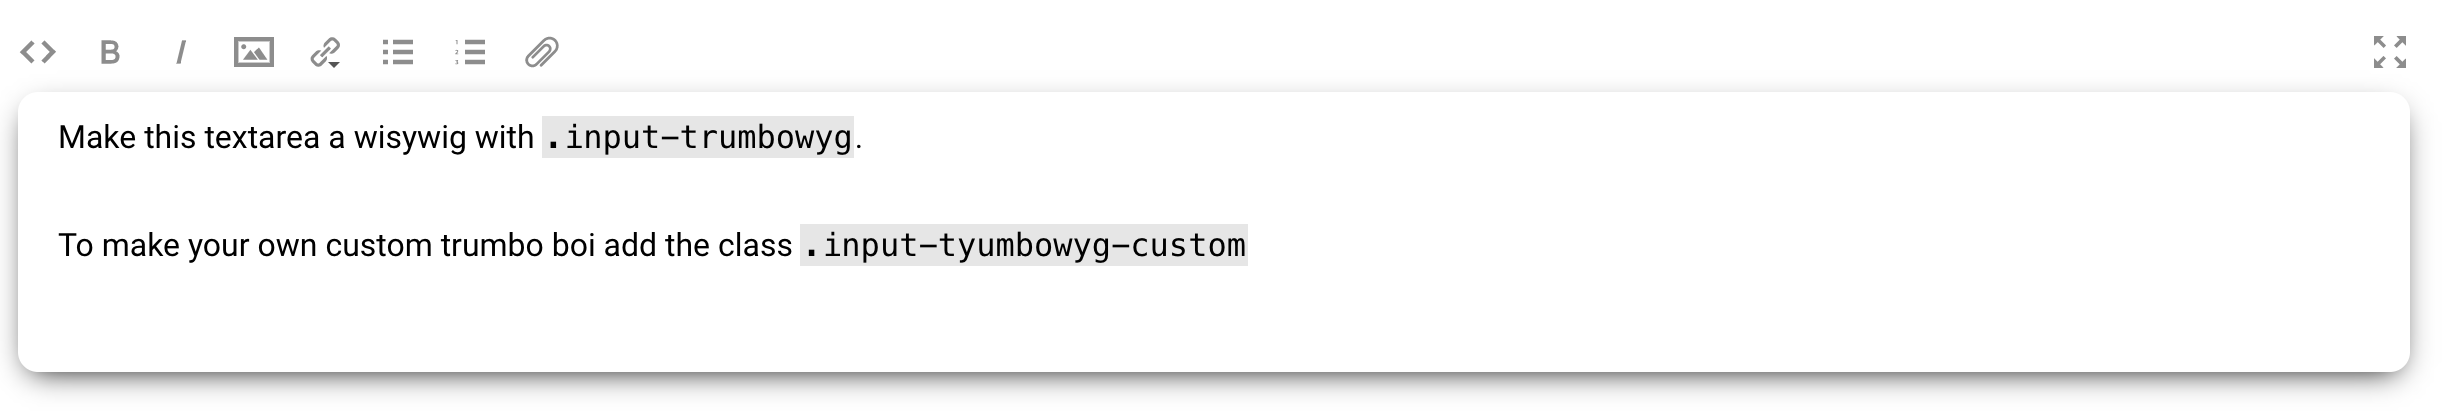 B I
Make this textarea a wisywig with .input-trumbowyg.
To make your own custom trumbo boi add the class .input-tyumbowyg-custom